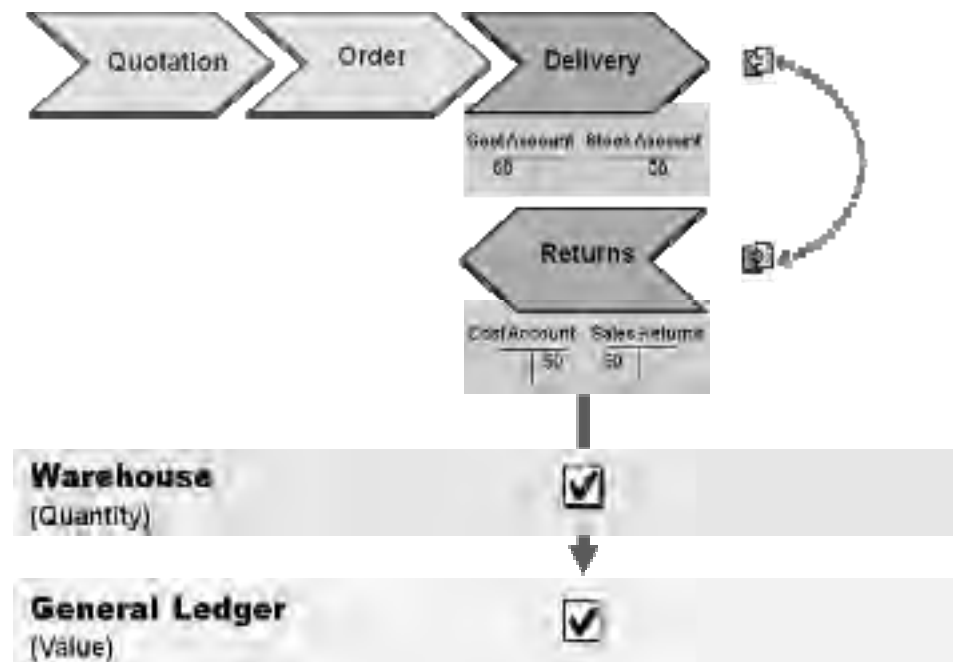 Quotation
Order
Delivery
Cost Account Stock Account
50
Returns
Cost Account Sales Returns
50 50
Warehouse
(Quantity)
General Ledger
(Value)